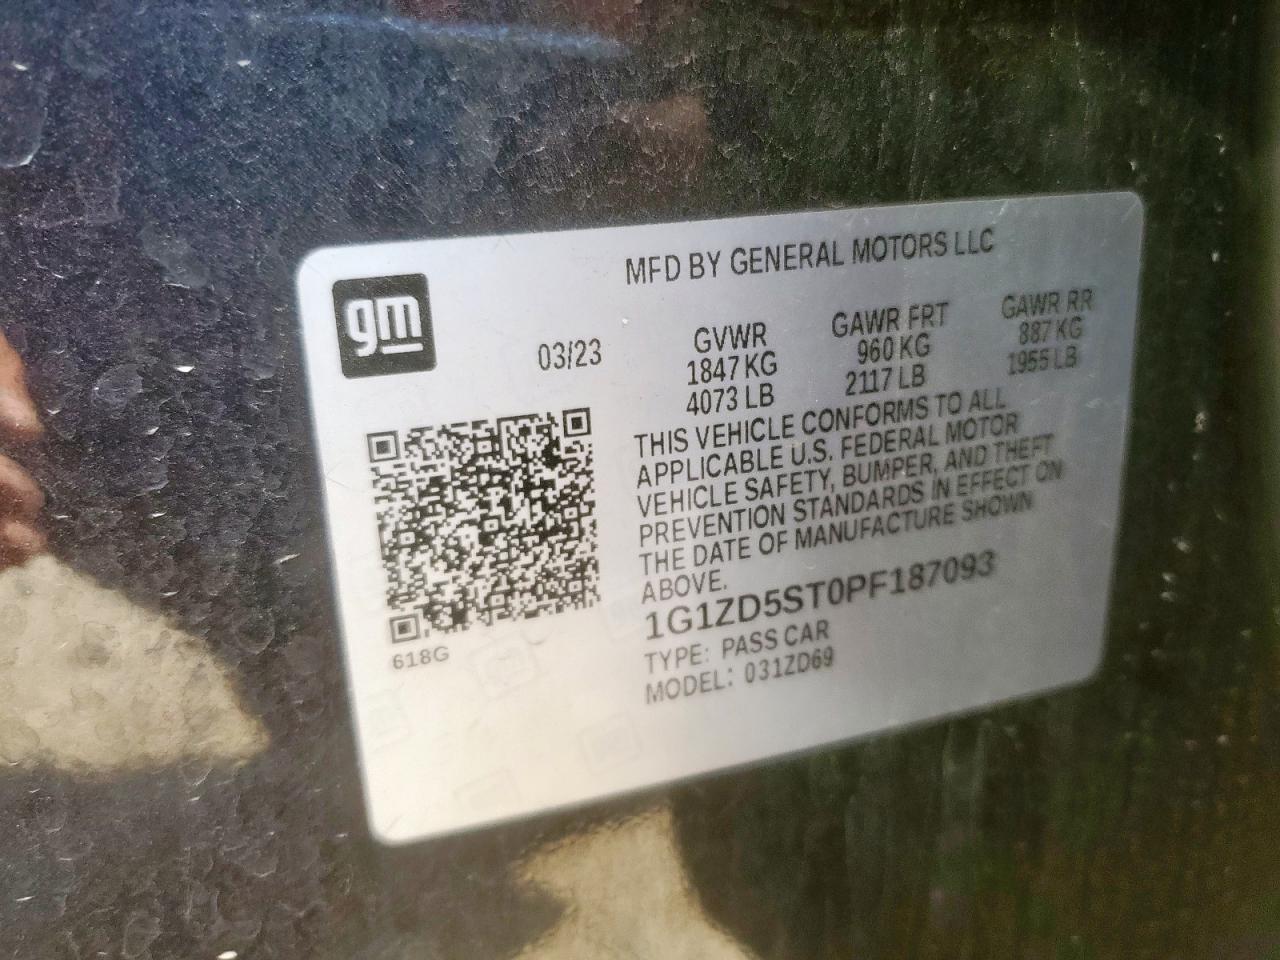 MFD BY GENERAL MOTORS LLC
gm
03/23
GVWR
1847 KG
4073 LB
GAWR FRT
960 KG
2117 LB
GAWR RR
887 KG
1955 LB
THIS VEHICLE CONFORMS TO ALL
APPLICABLE U.S. FEDERAL MOTOR
VEHICLE SAFETY, BUMPER, AND THEFT
PREVENTION STANDARDS IN EFFECT ON
THE DATE OF MANUFACTURE SHOWN
ABOVE.
1G1ZD5ST0PF187093
TYPE: PASS CAR
MODEL: 031ZD69
618G